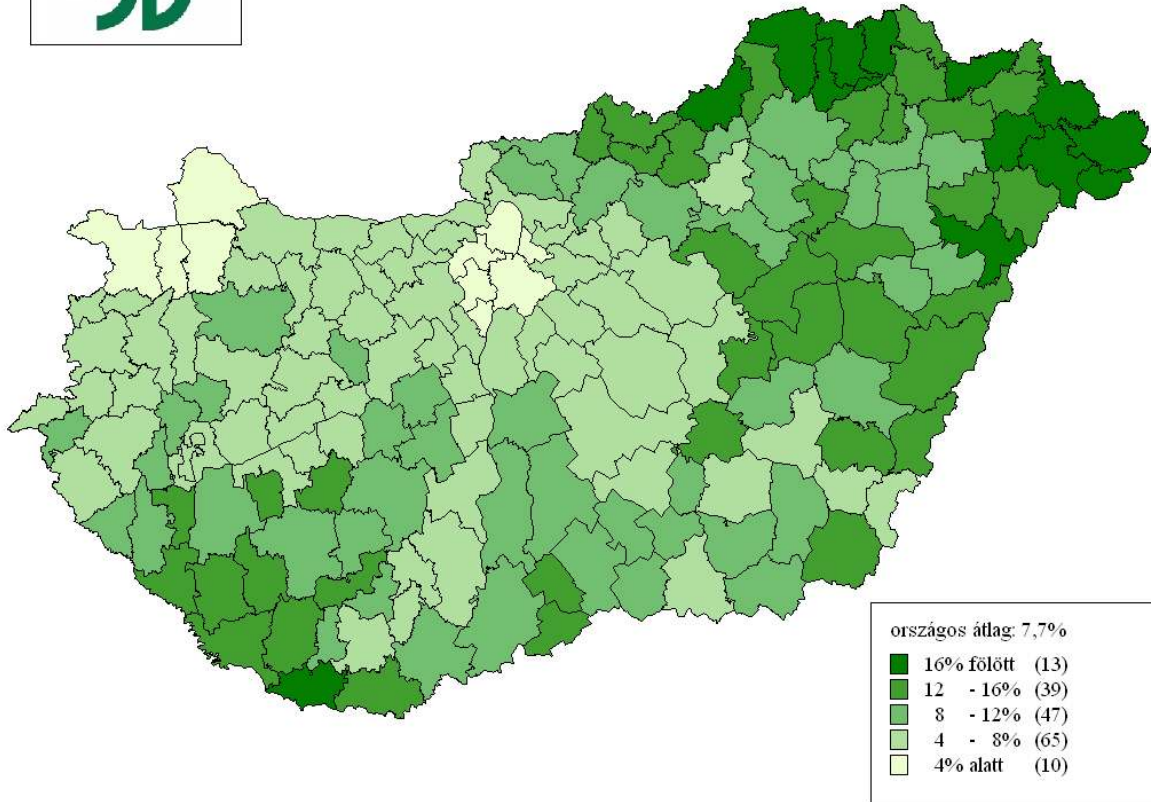 országos átlag: 7,7%
16% fölött (13)
12 - 16% (39)
8 - 12% (47)
4 - 8% (65)
4% alatt (10)